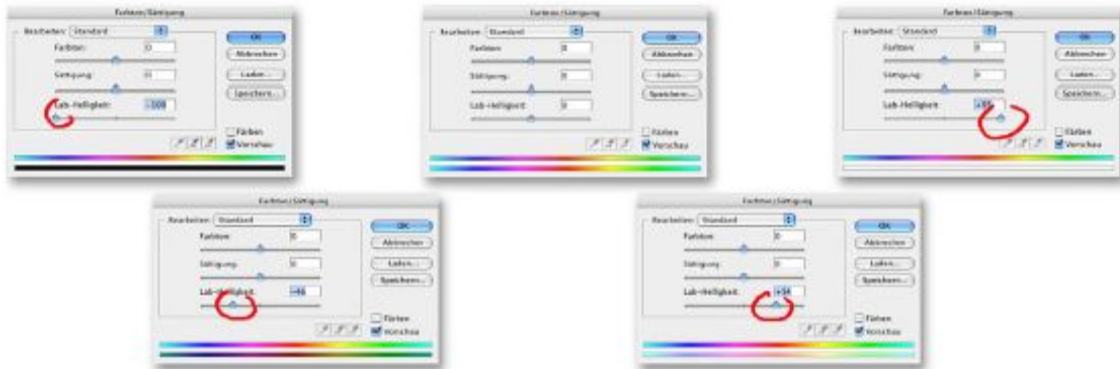 Farbton/Sättigung
Bearbeiten: Standard
OK
Farbton: 0
Abbrechen
Sättigung: 0
Laden...
Lab-Helligkeit: -100
Speichern...
Färben
Vorschau
Farbton/Sättigung
Bearbeiten: Standard
OK
Farbton: 0
Abbrechen
Sättigung: 0
Laden...
Lab-Helligkeit: 0
Speichern...
Färben
Vorschau
Farbton/Sättigung
Bearbeiten: Standard
OK
Farbton: 0
Abbrechen
Sättigung: 0
Laden...
Lab-Helligkeit:
Speichern...
Färben
Vorschau
Farbton/Sättigung
Bearbeiten: Standard
OK
Farbton: 0
Abbrechen
Sättigung: 0
Laden...
Lab-Helligkeit: -46
Speichern...
Färben
Vorschau
Farbton/Sättigung
Bearbeiten: Standard
OK
Farbton: 0
Abbrechen
Sättigung: 0
Laden...
Lab-Helligkeit: +54
Speichern...
Färben
Vorschau